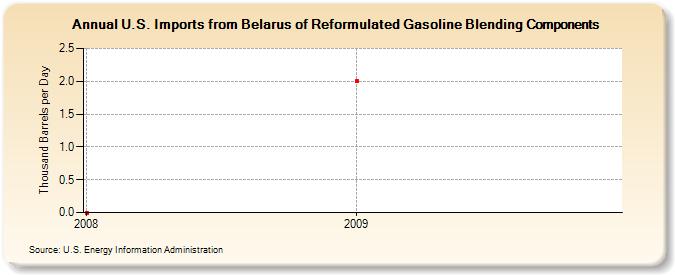 Annual U.S. Imports from Belarus of Reformulated Gasoline Blending Components
Thousand Barrels per Day
2.5
2.0
1.5
1.0
0.5
0.0
2008 2009
Source: U.S. Energy Information Administration